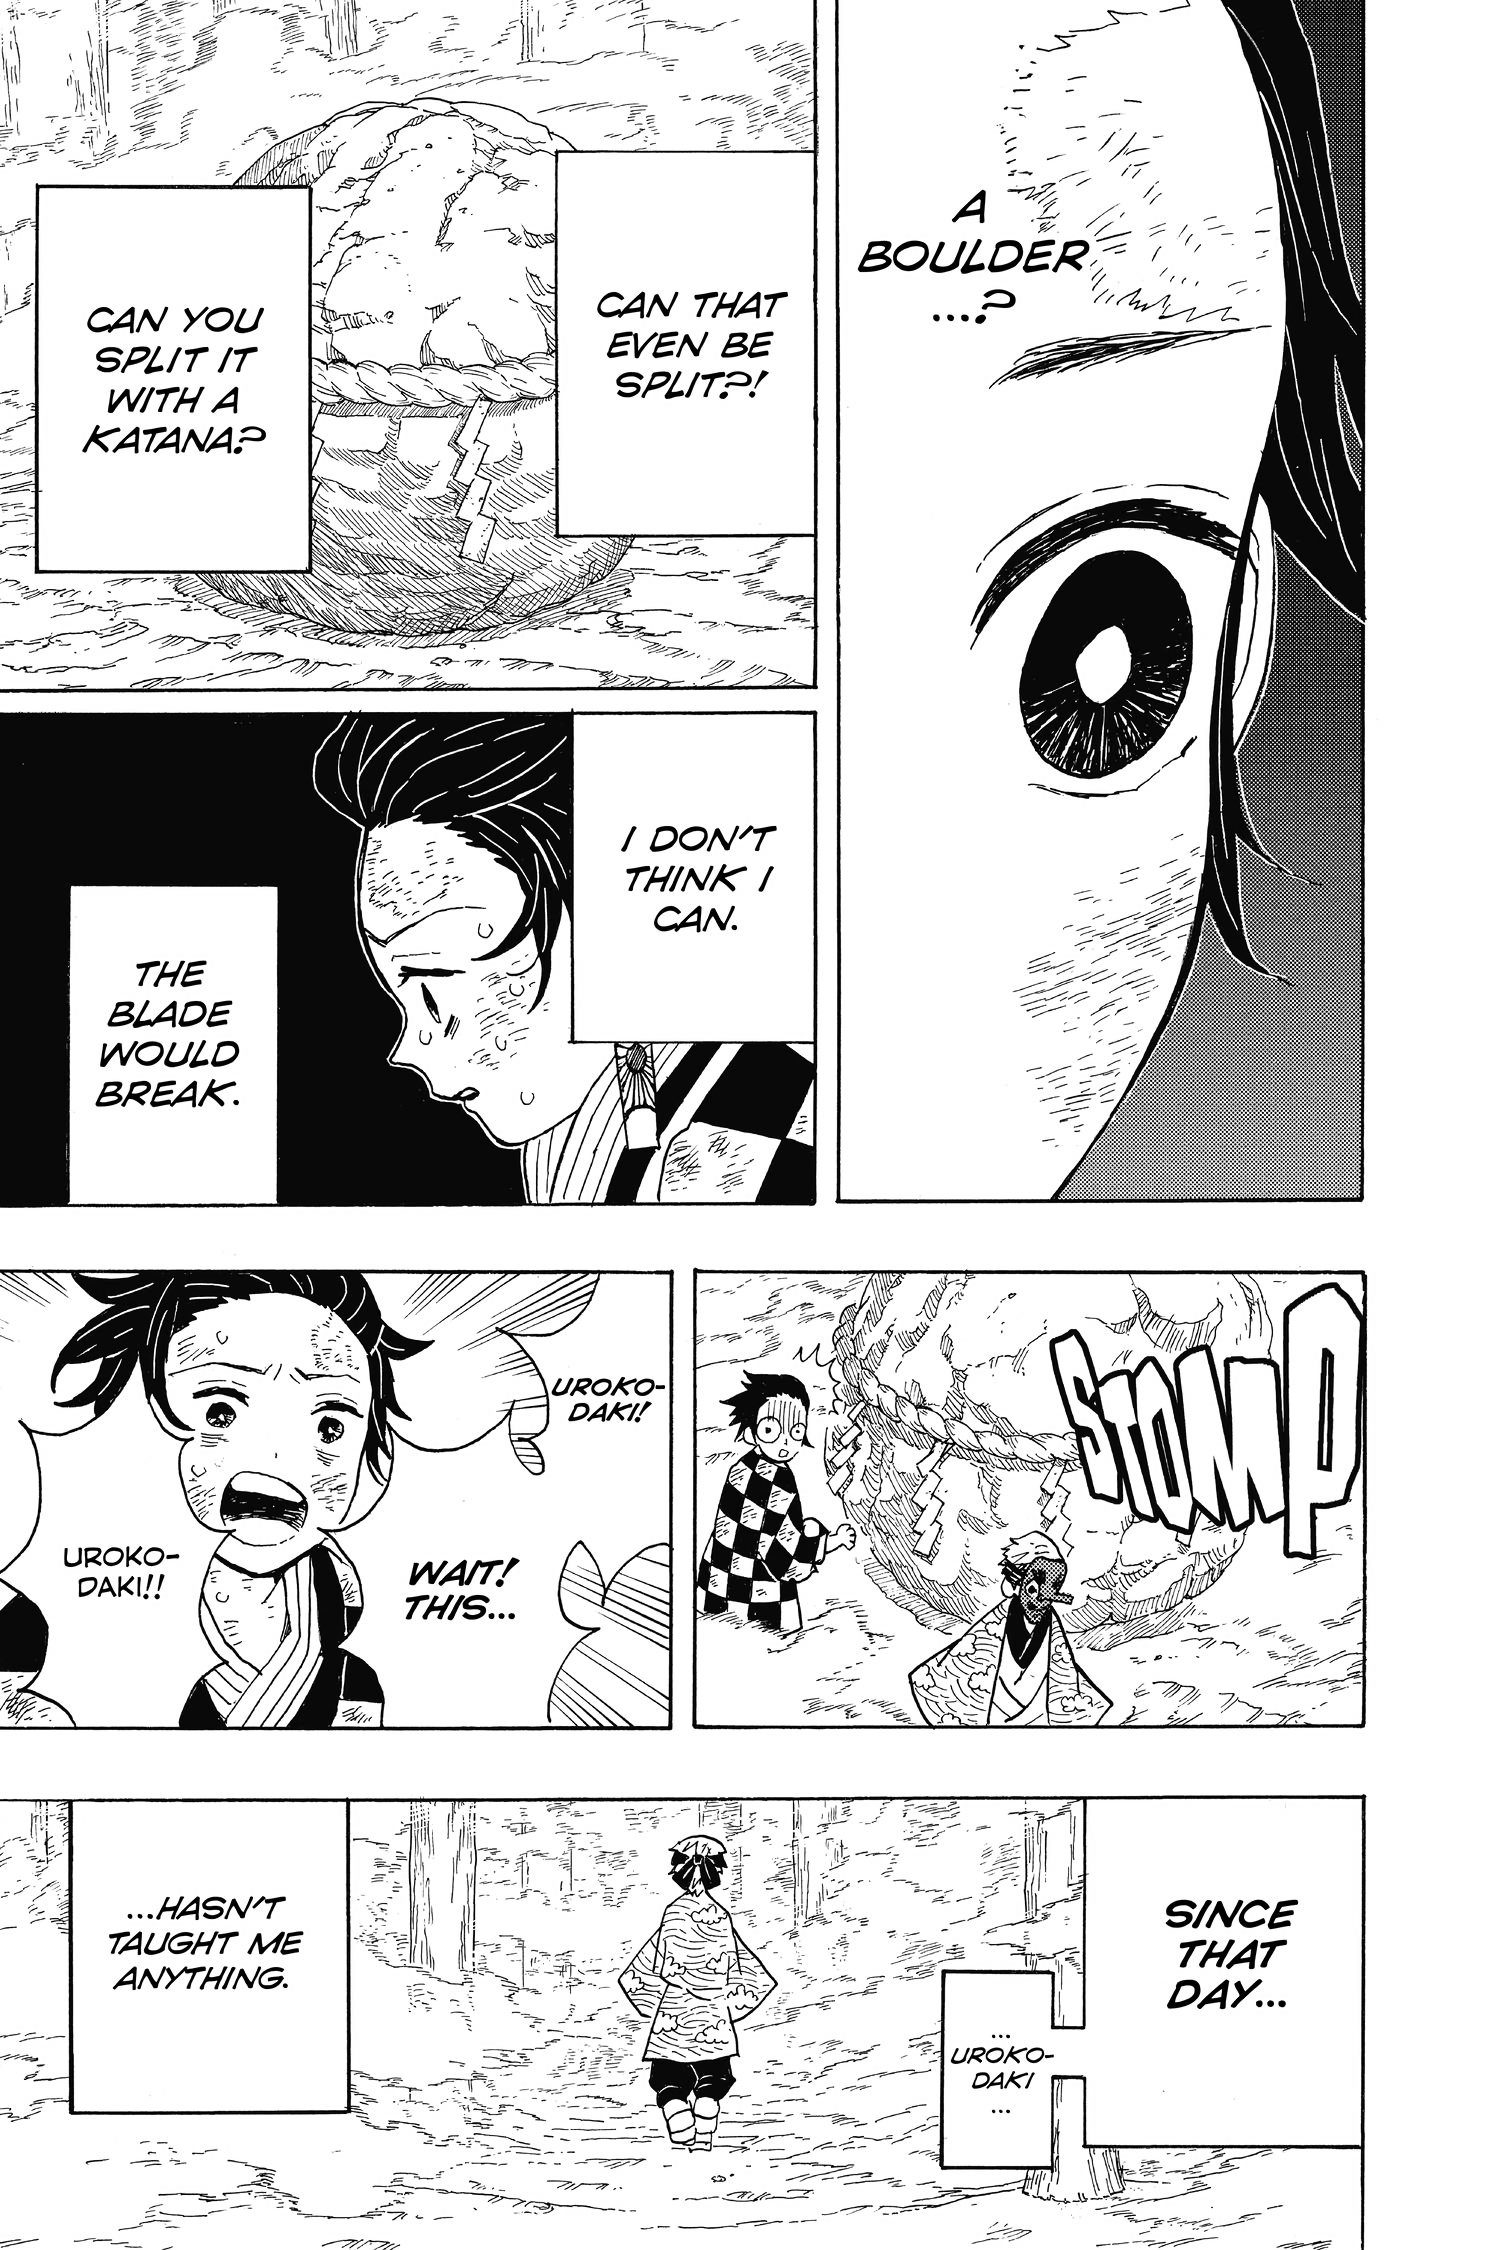 A
BOULDER
...?
CAN THAT
EVEN BE
SPLIT?!
CAN YOU
SPLIT IT
WITH A
KATANA?
I DON'T
THINK I
CAN.
THE
BLADE
WOULD
BREAK.
STOMP
UROKO-
DAKI!
WAIT!
THIS...
UROKO-
DAKI!!
SINCE
THAT
DAY...
...
UROKO-
DAKI
...
...HASN'T
TAUGHT ME
ANYTHING.